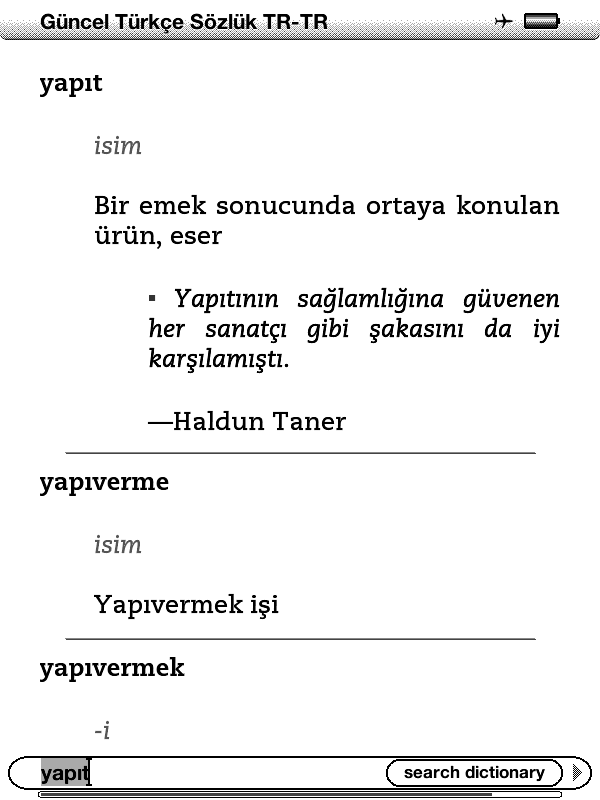 Güncel Türkçe Sözlük TR-TR
yapıt
isim
Bir emek sonucunda ortaya konulan
ürün, eser
▪ Yapıtının sağlamlığına güvenen
her sanatçı gibi şakasını da iyi
karşılamıştı.
—Haldun Taner
yapıverme
isim
Yapıvermek işi
yapıvermek
-i
yapıt search dictionary